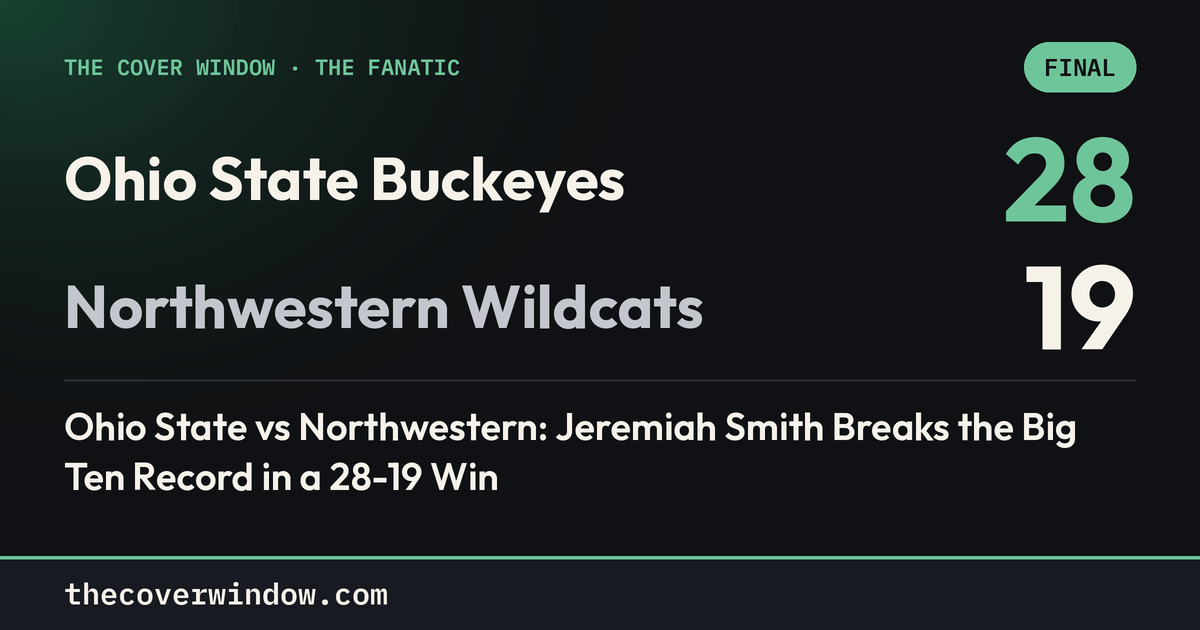 THE COVER WINDOW · THE FANATIC
FINAL
Ohio State Buckeyes
28
Northwestern Wildcats
19
Ohio State vs Northwestern: Jeremiah Smith Breaks the Big
Ten Record in a 28-19 Win
thecoverwindow.com